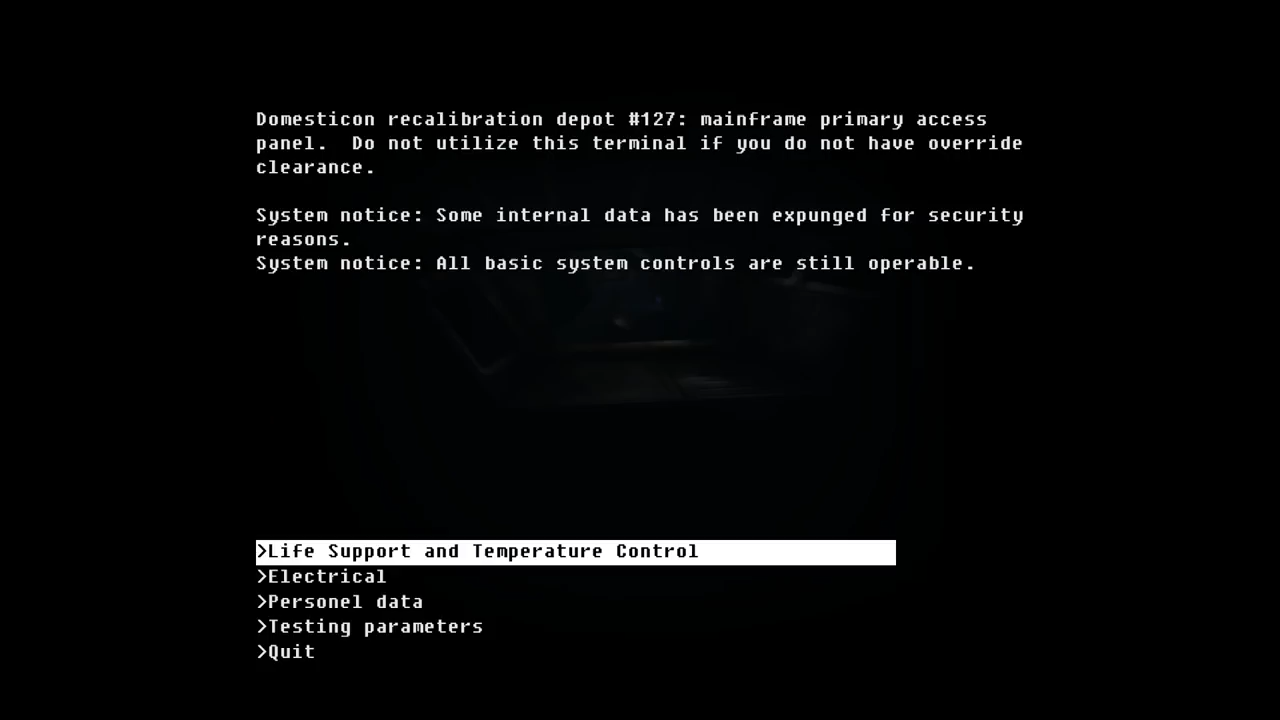 Domesticon recalibration depot #127: mainframe primary access
panel.  Do not utilize this terminal if you do not have override
clearance.
System notice: Some internal data has been expunged for security
reasons.
System notice: All basic system controls are still operable.
>Life Support and Temperature Control
>Electrical
>Personel data
>Testing parameters
>Quit